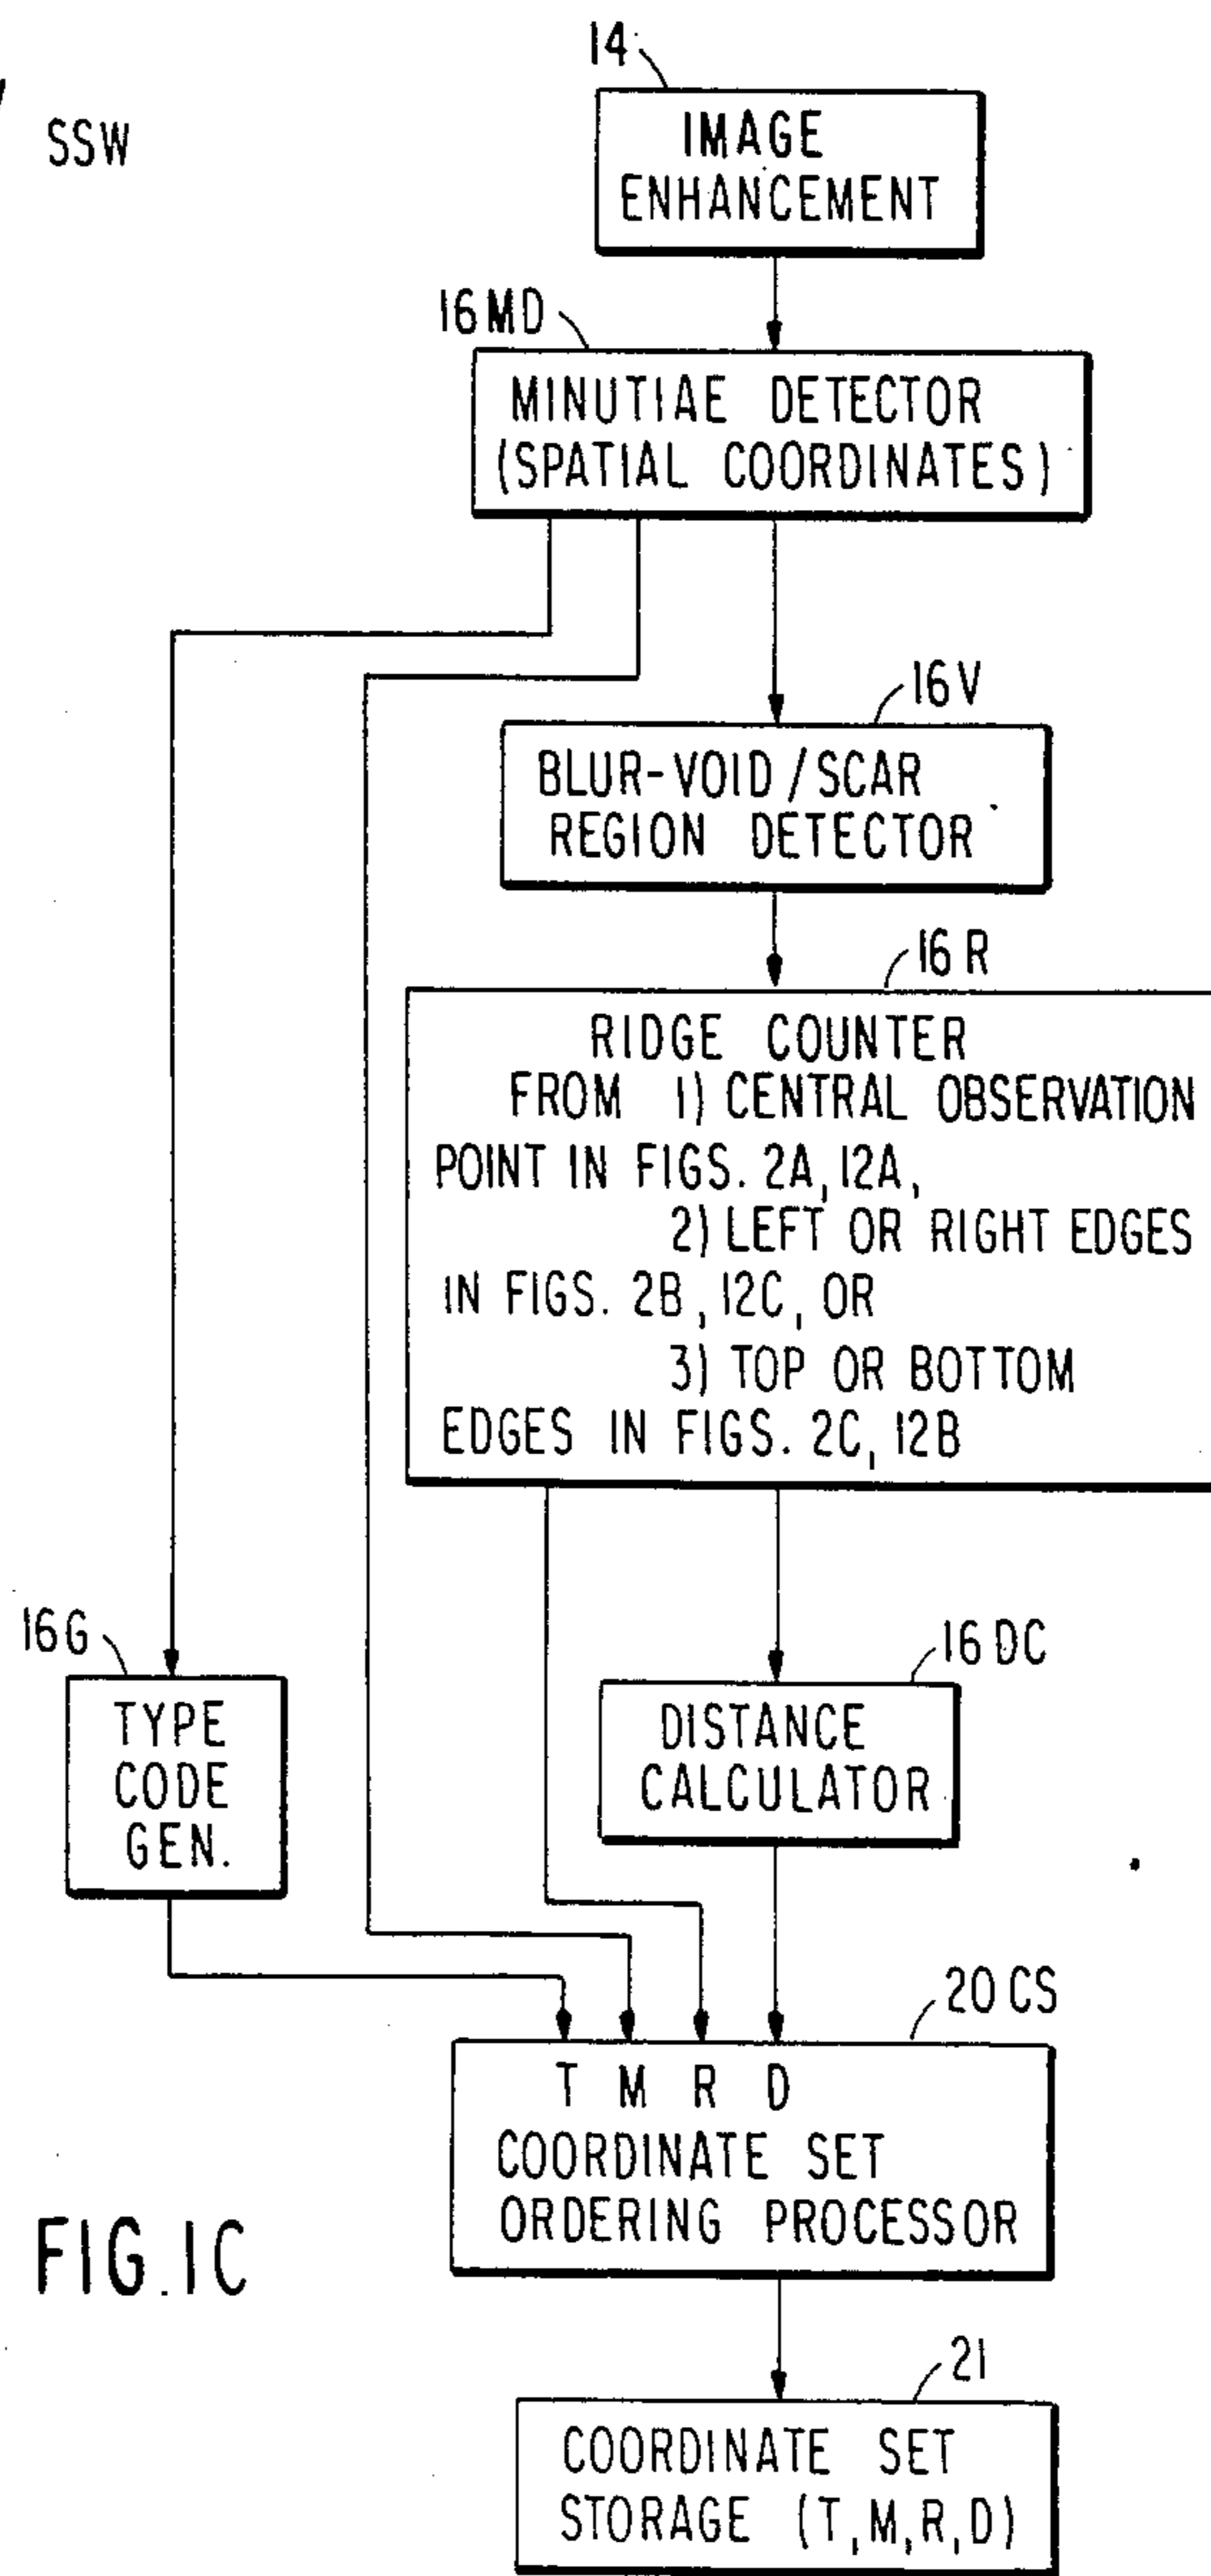 SSW
14
IMAGE
ENHANCEMENT
16MD
MINUTIAE DETECTOR
(SPATIAL COORDINATES)
16V
BLUR-VOID/SCAR
REGION DETECTOR
16R
RIDGE COUNTER
FROM 1) CENTRAL OBSERVATION
POINT IN FIGS. 2A, 12A,
2) LEFT OR RIGHT EDGES
IN FIGS. 2B, 12C, OR
3) TOP OR BOTTOM
EDGES IN FIGS. 2C, 12B
16G
TYPE
CODE
GEN.
16DC
DISTANCE
CALCULATOR
20CS
T M R D
COORDINATE SET
ORDERING PROCESSOR
FIG.1C
21
COORDINATE SET
STORAGE (T,M,R,D)